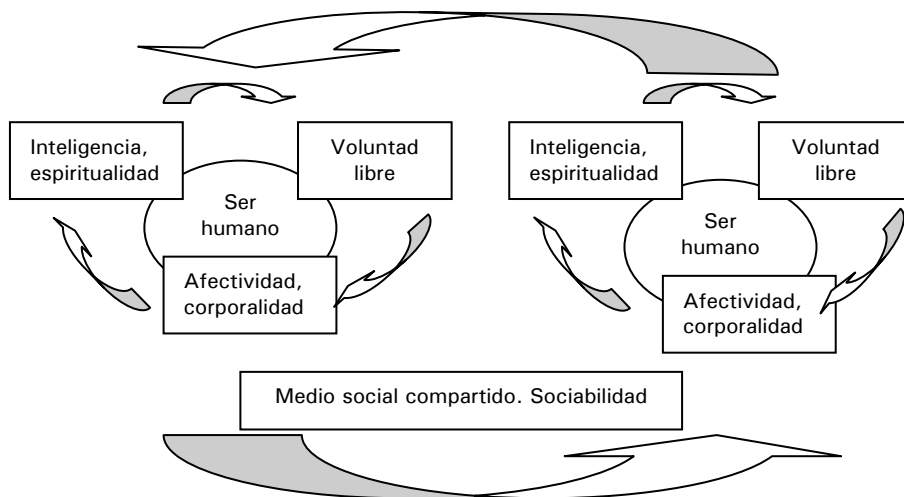 Inteligencia,
espiritualidad
Voluntad
libre
Ser
humano
Afectividad,
corporalidad
Inteligencia,
espiritualidad
Voluntad
libre
Ser
humano
Afectividad,
corporalidad
Medio social compartido. Sociabilidad